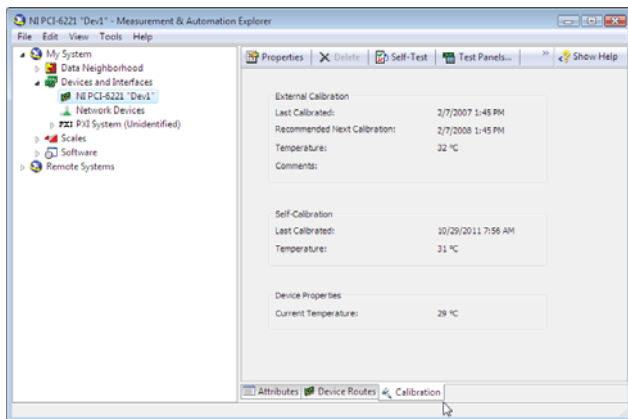 NI PCI-6221 "Dev1" - Measurement & Automation Explorer
File Edit View Tools Help
My System
Data Neighborhood
Devices and Interfaces
NI PCI-6221 "Dev1"
Network Devices
PXI PXI System (Unidentified)
Scales
Software
Remote Systems
Properties Delete Self-Test Test Panels... » Show Help
External Calibration
Last Calibrated: 2/7/2007 1:45 PM
Recommended Next Calibration: 2/7/2008 1:45 PM
Temperature: 32 ºC
Comments:
Self-Calibration
Last Calibrated: 10/29/2011 7:56 AM
Temperature: 31 ºC
Device Properties
Current Temperature: 29 ºC
Attributes Device Routes Calibration